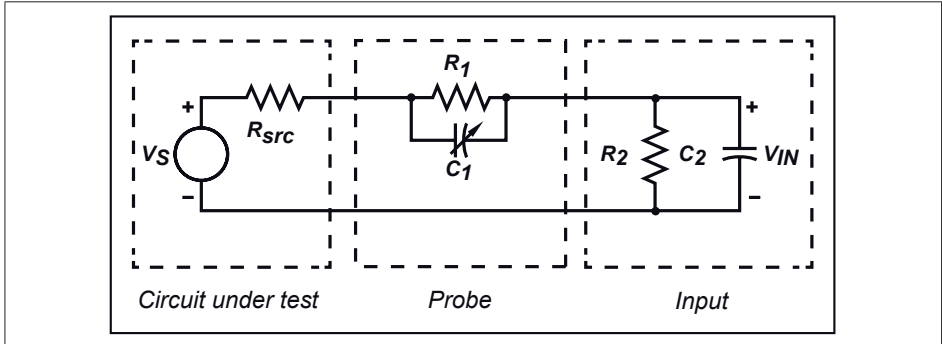 R1
+
Rsrc
VS
−
C1
R2
C2
+
VIN
−
Circuit under test
Probe
Input